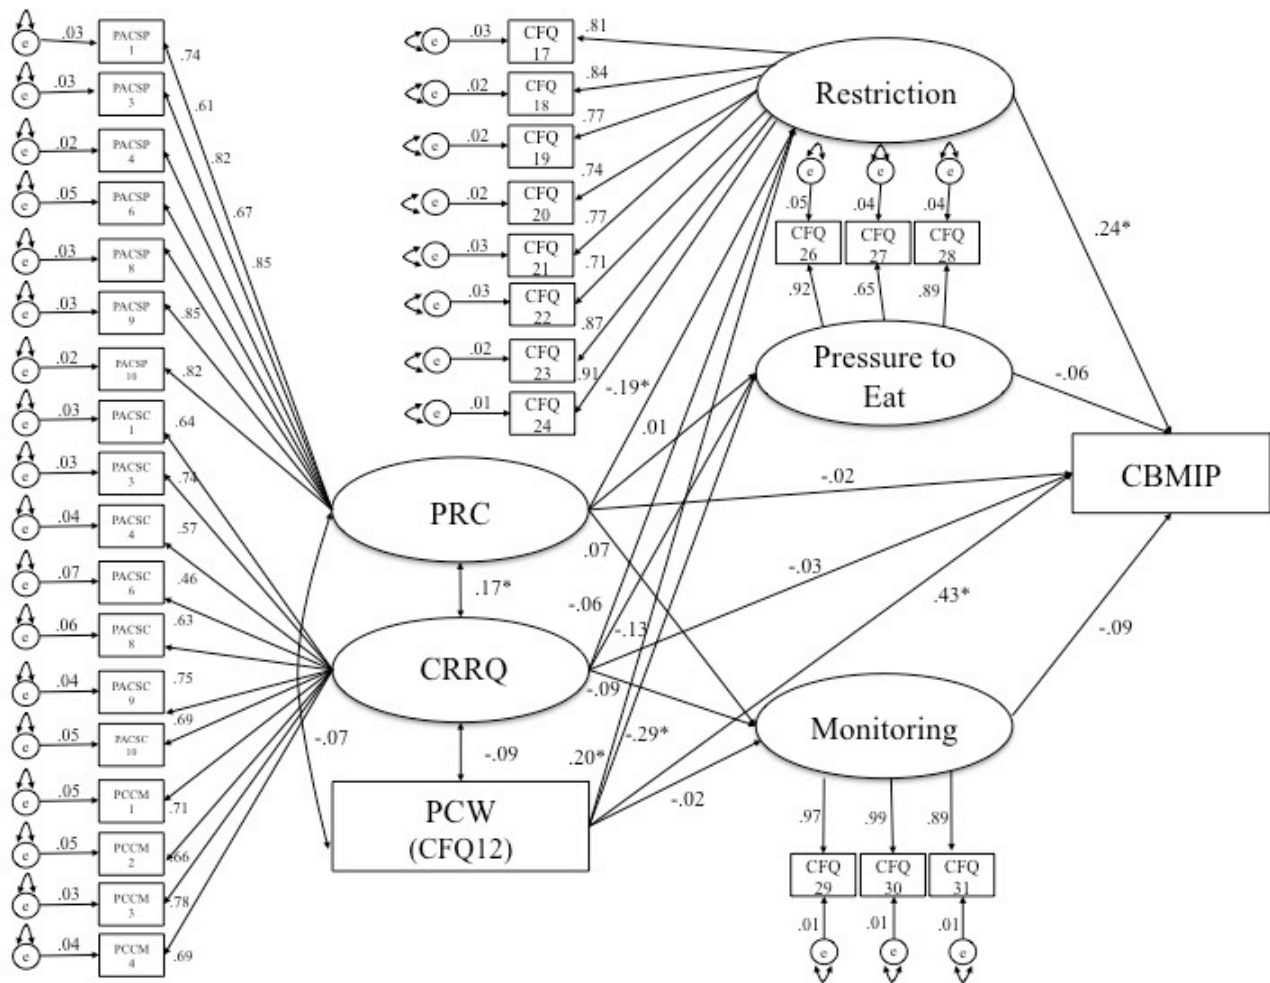 .03 PACSP 1 .74
.03 PACSP 3 .61
.02 PACSP 4 .82
.05 PACSP 6 .67
.03 PACSP 8 .85
.03 PACSP 9 .85
.02 PACSP 10 .82
.03 PACSC 1 .64
.03 PACSC 3 .74
.04 PACSC 4 .57
.07 PACSC 6 .46
.06 PACSC 8 .63
.04 PACSC 9 .75
.05 PACSC 10 .69
.05 PCCM 1 .71
.05 PCCM 2 .66
.03 PCCM 3 .78
.04 PCCM 4 .69
e e e e e e e e e e e e e e e e e e
e .03 CFQ 17 .81
e .02 CFQ 18 .84
e .02 CFQ 19 .77
e .02 CFQ 20 .74
e .03 CFQ 21 .77
e .03 CFQ 22 .71
e .02 CFQ 23 .87
e .01 CFQ 24 .91
Restriction
e e e
.05 .04 .04
CFQ 26
CFQ 27
CFQ 28
.92 .65 .89
Pressure to
Eat
.24*
-.06
-.19*
.01
PRC
-.02
CBMIP
.07
.17*
-.03
-.06
.43*
-.13
-.09
CRRQ
-.09
-.09
-.07
.20*
-.29*
-.02
PCW
(CFQ12)
Monitoring
.97 .99 .89
CFQ 29
CFQ 30
CFQ 31
.01 .01 .01
e e e